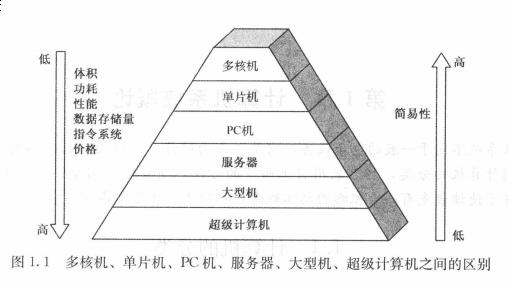 低
体积
功耗
性能
数据存储量
指令系统
价格
高
多核机
单片机
PC机
服务器
大型机
超级计算机
高
简易性
低
图 1.1 多核机、单片机、PC 机、服务器、大型机、超级计算机之间的区别